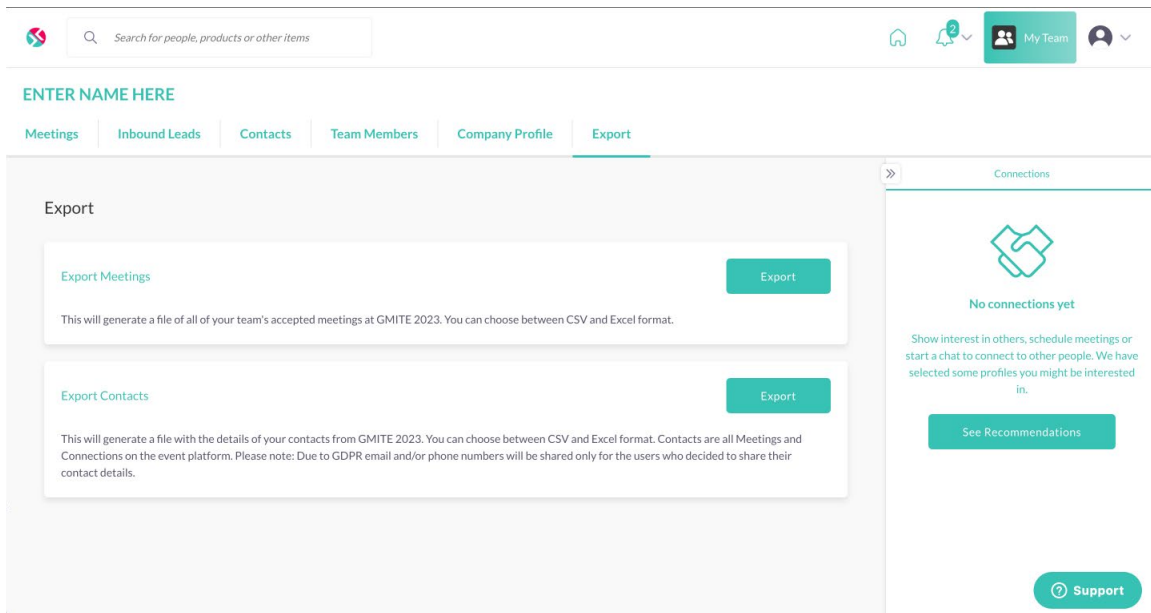 Search for people, products or other items
2
My Team
ENTER NAME HERE
Meetings
Inbound Leads
Contacts
Team Members
Company Profile
Export
Connections
Export
Export Meetings
Export
This will generate a file of all of your team's accepted meetings at GMITE 2023. You can choose between CSV and Excel format.
Export Contacts
Export
This will generate a file with the details of your contacts from GMITE 2023. You can choose between CSV and Excel format. Contacts are all Meetings and
Connections on the event platform. Please note: Due to GDPR email and/or phone numbers will be shared only for the users who decided to share their
contact details.
No connections yet
Show interest in others, schedule meetings or
start a chat to connect to other people. We have
selected some profiles you might be interested
in.
See Recommendations
Support